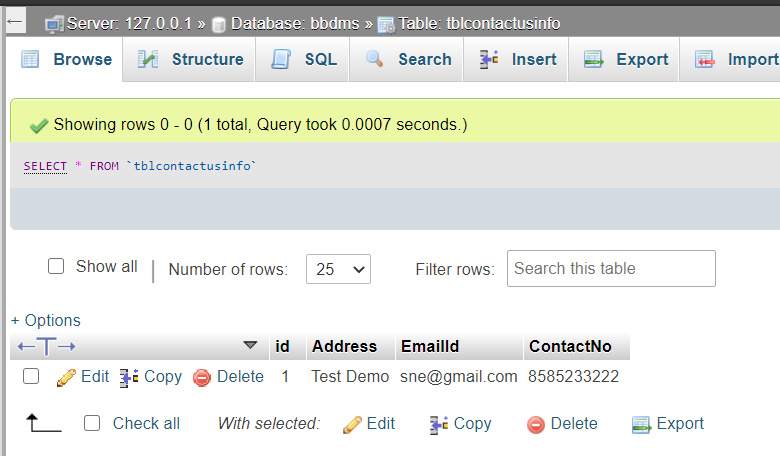 Server: 127.0.0.1 » Database: bbdms » Table: tblcontactusinfo
Browse Structure SQL Search Insert Export Import
Showing rows 0 - 0 (1 total, Query took 0.0007 seconds.)
SELECT * FROM `tblcontactusinfo`
Show all | Number of rows: 25 Filter rows: Search this table
+ Options
←T→ id Address EmailId ContactNo
Edit Copy Delete 1 Test Demo sne@gmail.com 8585233222
Check all With selected: Edit Copy Delete Export